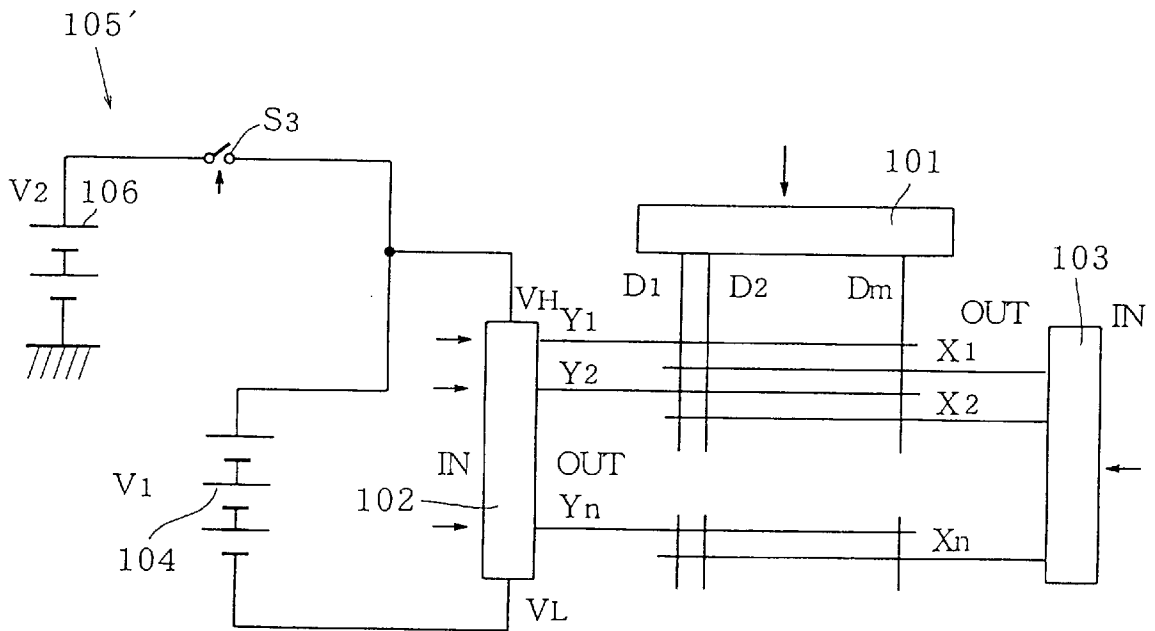 105′
S3
V2
106
101
D1
D2
Dm
103
VH
Y1
OUT
IN
X1
Y2
X2
IN
OUT
V1
102
Yn
Xn
104
VL